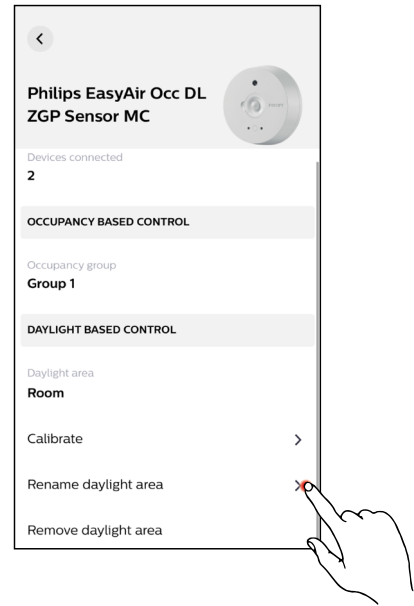 Philips EasyAir Occ DL
ZGP Sensor MC
Devices connected
2
OCCUPANCY BASED CONTROL
Occupancy group
Group 1
DAYLIGHT BASED CONTROL
Daylight area
Room
Calibrate
Rename daylight area
Remove daylight area